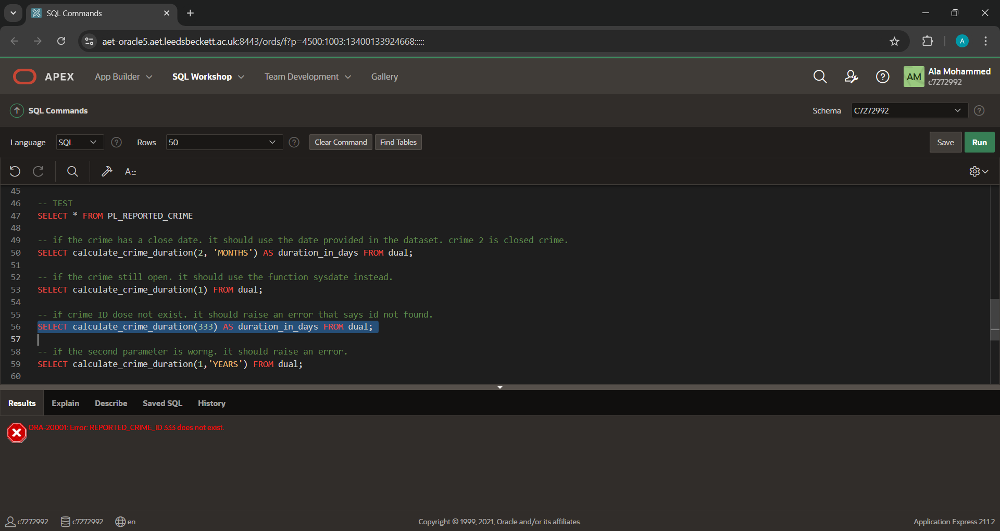 SQL Commands
aet-oracle5.aet.leedsbeckett.ac.uk:8443/ords/f?p=4500:1003:13400133924668:::::
A
APEX App Builder SQL Workshop Team Development Gallery
AM Ala Mohammed
c7272992
SQL Commands
Schema C7272992
Language SQL Rows 50 Clear Command Find Tables Save Run
A::
45
46 -- TEST
47 SELECT * FROM PL_REPORTED_CRIME
48
49 -- if the crime has a close date. it should use the date provided in the dataset. crime 2 is closed crime.
50 SELECT calculate_crime_duration(2, 'MONTHS') AS duration_in_days FROM dual;
51
52 -- if the crime still open. it should use the function sysdate instead.
53 SELECT calculate_crime_duration(1) FROM dual;
54
55 -- if crime ID dose not exist. it should raise an error that says id not found.
56 SELECT calculate_crime_duration(333) AS duration_in_days FROM dual;
57
58 -- if the second parameter is worng. it should raise an error.
59 SELECT calculate_crime_duration(1,'YEARS') FROM dual;
60
Results Explain Describe Saved SQL History
ORA-20001: Error: REPORTED_CRIME_ID 333 does not exist.
c7272992 c7272992 en
Copyright © 1999, 2021, Oracle and/or its affiliates.
Application Express 21.1.2